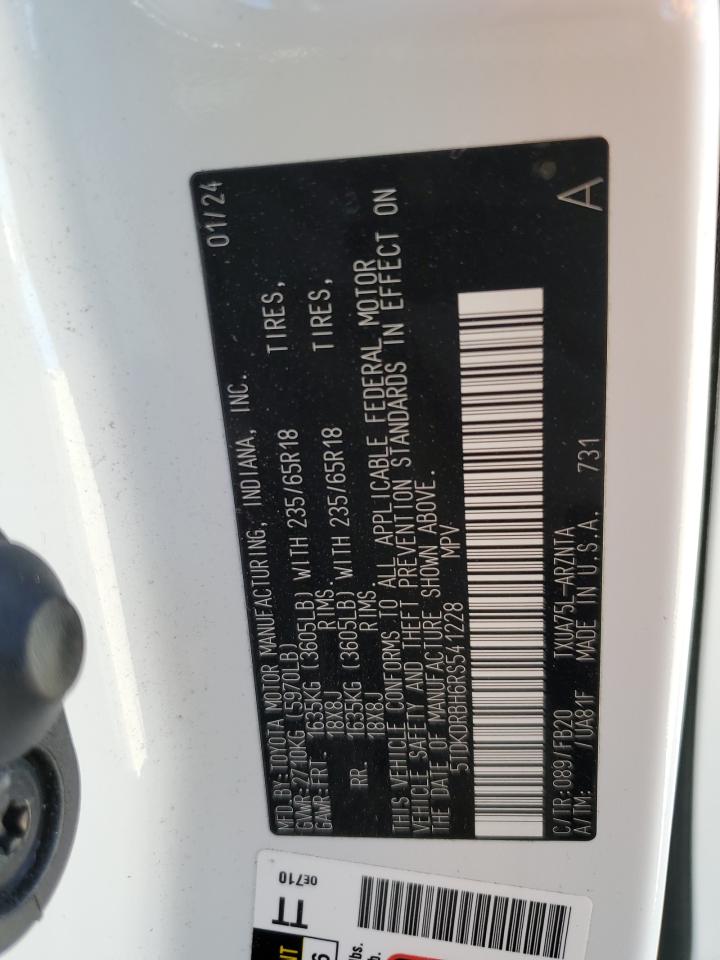 MFD.BY:TOYOTA MOTOR MANUFACTURING, INDIANA, INC. 01/24
GVWR:2710KG (5970LB)
GAWR:FRT. 1635KG (3605LB) WITH 235/65R18 TIRES,
18X8J RIMS.
RR. 1635KG (3605LB) WITH 235/65R18 TIRES,
18X8J RIMS.
THIS VEHICLE CONFORMS TO ALL APPLICABLE FEDERAL MOTOR
VEHICLE SAFETY AND THEFT PREVENTION STANDARDS IN EFFECT ON
THE DATE OF MANUFACTURE SHOWN ABOVE.
5TDKDRBH6RS541228 MPV
C/TR:089/FB20 TXUA75L-ARZNTA A
A/TM: /UA81F MADE IN U.S.A. 731
0E710
TT
lbs.